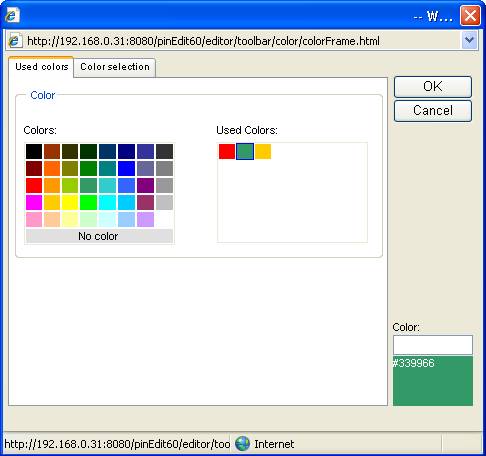 -- W...
http://192.168.0.31:8080/pinEdit60/editor/toolbar/color/colorFrame.html
Used colors
Color selection
OK
Cancel
Color
Colors:
Used Colors:
No color
Color:
#339966
http://192.168.0.31:8080/pinEdit60/editor/too
Internet